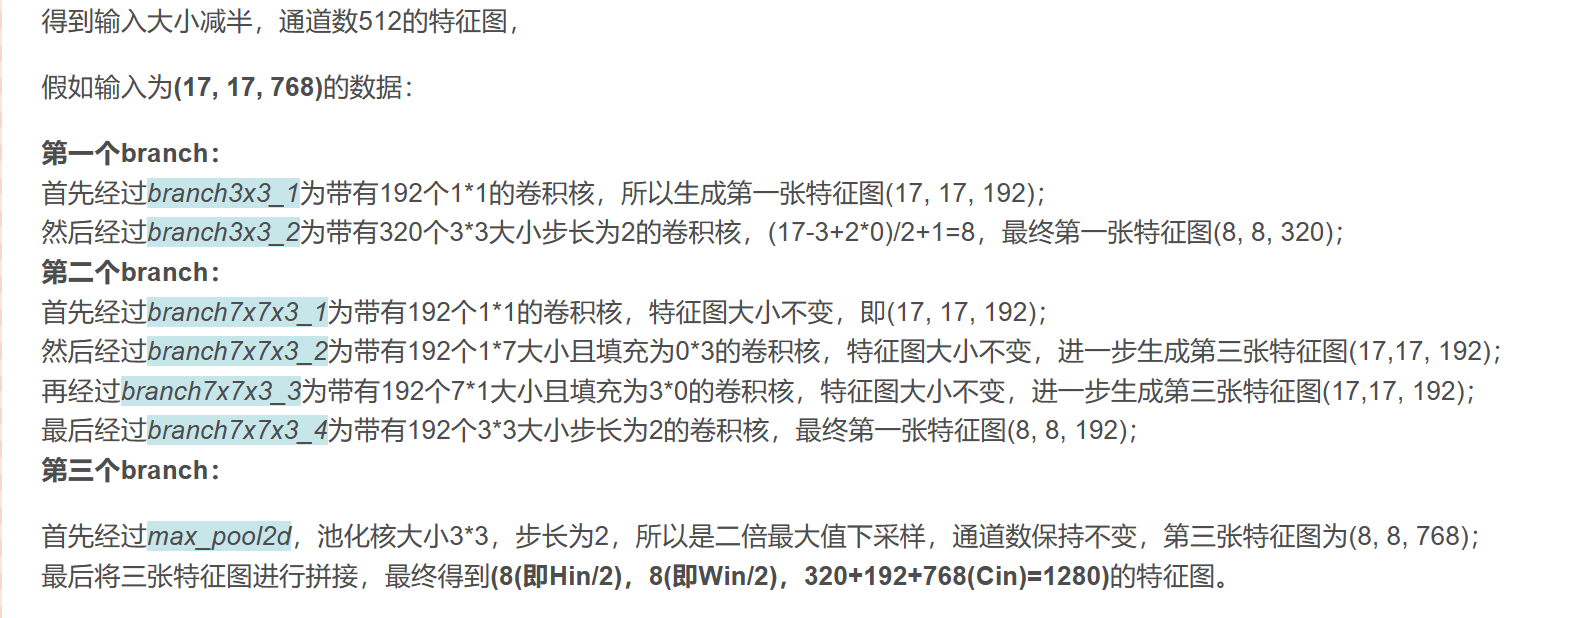 得到输入大小减半，通道数512的特征图，
假如输入为(17, 17, 768)的数据：
第一个branch：
首先经过branch3x3_1为带有192个1*1的卷积核，所以生成第一张特征图(17, 17, 192)；
然后经过branch3x3_2为带有320个3*3大小步长为2的卷积核，(17-3+2*0)/2+1=8，最终第一张特征图(8, 8, 320)；
第二个branch：
首先经过branch7x7x3_1为带有192个1*1的卷积核，特征图大小不变，即(17, 17, 192)；
然后经过branch7x7x3_2为带有192个1*7大小且填充为0*3的卷积核，特征图大小不变，进一步生成第三张特征图(17,17, 192)；
再经过branch7x7x3_3为带有192个7*1大小且填充为3*0的卷积核，特征图大小不变，进一步生成第三张特征图(17,17, 192)；
最后经过branch7x7x3_4为带有192个3*3大小步长为2的卷积核，最终第一张特征图(8, 8, 192)；
第三个branch：
首先经过max_pool2d，池化核大小3*3，步长为2，所以是二倍最大值下采样，通道数保持不变，第三张特征图为(8, 8, 768)；
最后将三张特征图进行拼接，最终得到(8(即Hin/2)，8(即Win/2)，320+192+768(Cin)=1280)的特征图。